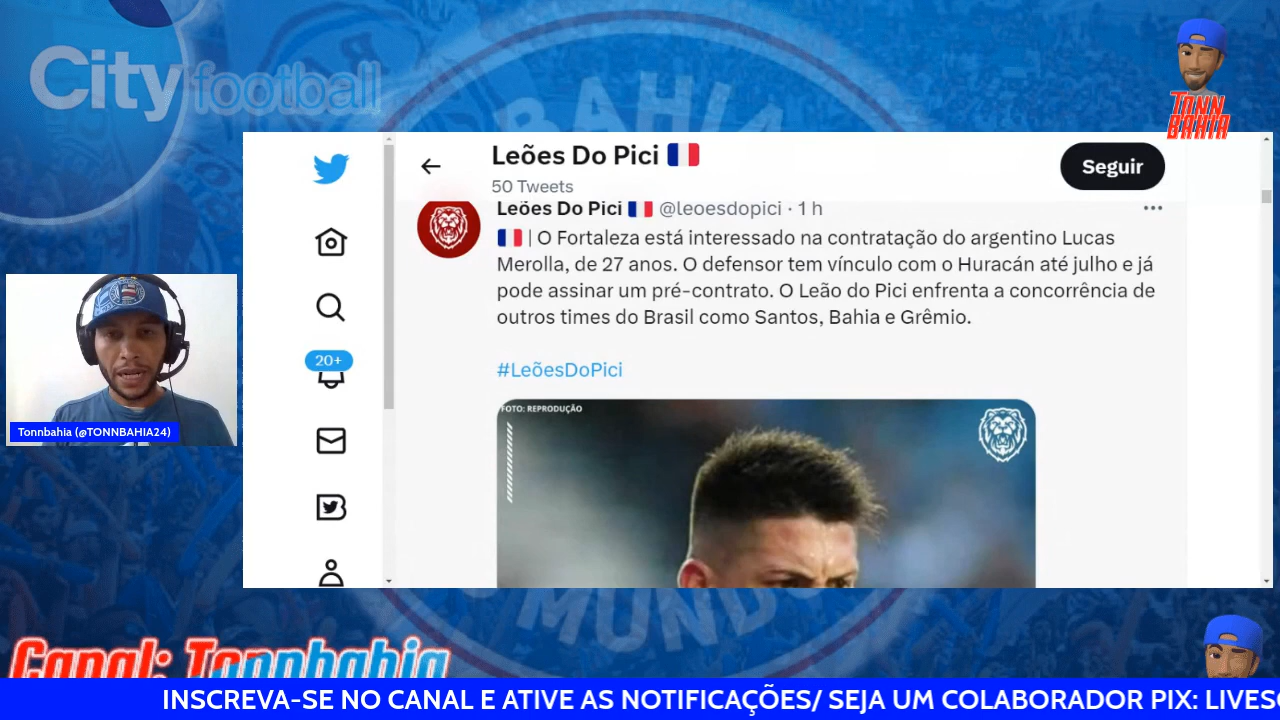 City football
BAHIA
TONN
BAHIA
Leões Do Pici
50 Tweets
Seguir
Leões Do Pici @leoesdopici · 1 h
| O Fortaleza está interessado na contratação do argentino Lucas
Merolla, de 27 anos. O defensor tem vínculo com o Huracán até julho e já
pode assinar um pré-contrato. O Leão do Pici enfrenta a concorrência de
outros times do Brasil como Santos, Bahia e Grêmio.
#LeõesDoPici
20+
FOTO: REPRODUÇÃO
Tonnbahia (@TONNBAHIA24)
MUNDO
Canal: Tonnbahia
INSCREVA-SE NO CANAL E ATIVE AS NOTIFICAÇÕES/ SEJA UM COLABORADOR PIX: